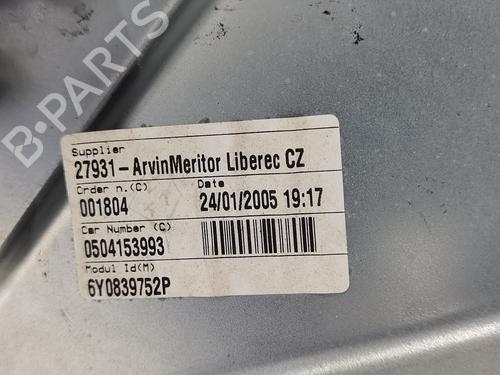 B-PARTS
Supplier
27931-ArvinMeritor Liberec CZ
Order n.(C) Date
001804 24/01/2005 19:17
Car Number (C)
0504153993
Modul Id(M)
6Y0839752P